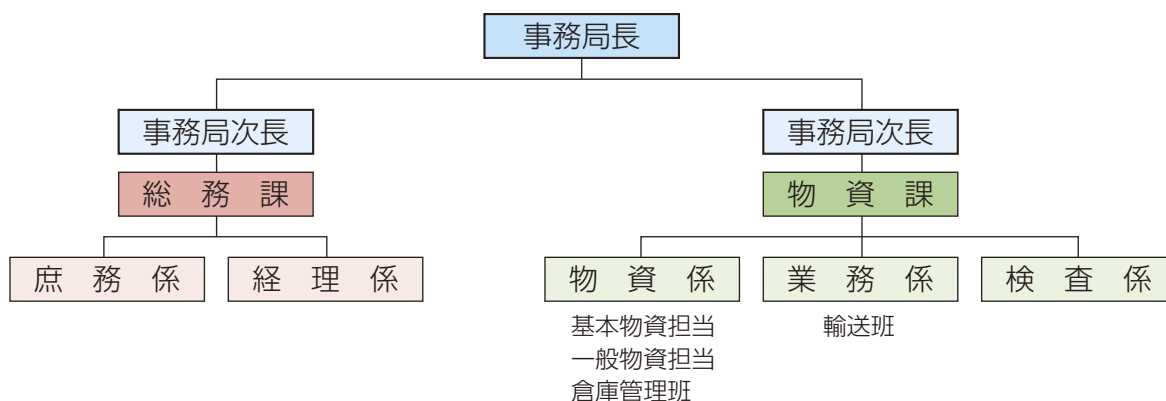 事務局長
事務局次長
事務局次長
総務課
物資課
庶務係
経理係
物資係
業務係
検査係
基本物資担当
輸送班
一般物資担当
倉庫管理班